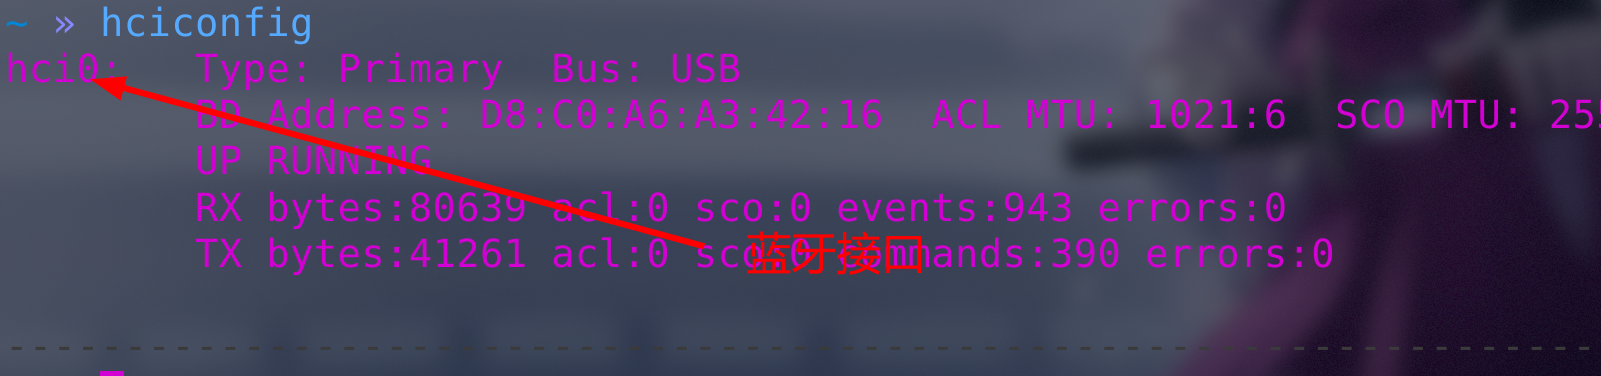 ~ » hciconfig
hci0:   Type: Primary  Bus: USB
BD Address: D8:C0:A6:A3:42:16  ACL MTU: 1021:6  SCO MTU: 255
UP RUNNING
RX bytes:80639 acl:0 sco:0 events:943 errors:0
TX bytes:41261 acl:0 sco:0 commands:390 errors:0
蓝牙接口